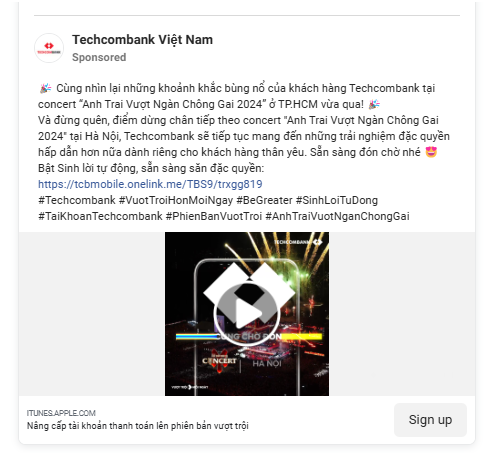 Techcombank Việt Nam
Sponsored
🎉 Cùng nhìn lại những khoảnh khắc bùng nổ của khách hàng Techcombank tại
concert “Anh Trai Vượt Ngàn Chông Gai 2024” ở TP.HCM vừa qua! 🎉
Và đừng quên, điểm dừng chân tiếp theo concert "Anh Trai Vượt Ngàn Chông Gai
2024" tại Hà Nội, Techcombank sẽ tiếp tục mang đến những trải nghiệm đặc quyền
hấp dẫn hơn nữa dành riêng cho khách hàng thân yêu. Sẵn sàng đón chờ nhé 🤩
Bật Sinh lời tự động, sẵn sàng săn đặc quyền:
https://tcbmobile.onelink.me/TBS9/trxgg819
#Techcombank #VuotTroiHonMoiNgay #BeGreater #SinhLoiTuDong
#TaiKhoanTechcombank #PhienBanVuotTroi #AnhTraiVuotNganChongGai
TECHCOMBANK
CHỜ ĐÓN
CONCERT
HÀ NỘI
VƯỢT TRỘI HƠN MỖI NGÀY
ITUNES.APPLE.COM
Nâng cấp tài khoản thanh toán lên phiên bản vượt trội
Sign up